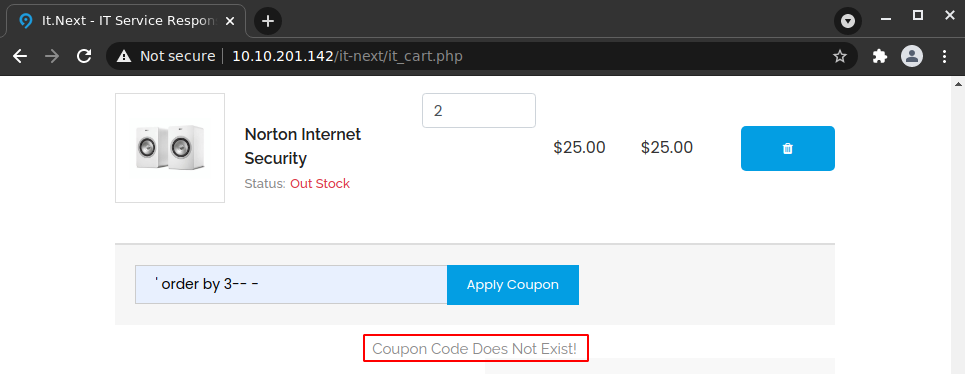 It.Next - IT Service Respon
Not secure 10.10.201.142/it-next/it_cart.php
2
Norton Internet
Security
$25.00 $25.00
Status: Out Stock
' order by 3-- -
Apply Coupon
Coupon Code Does Not Exist!